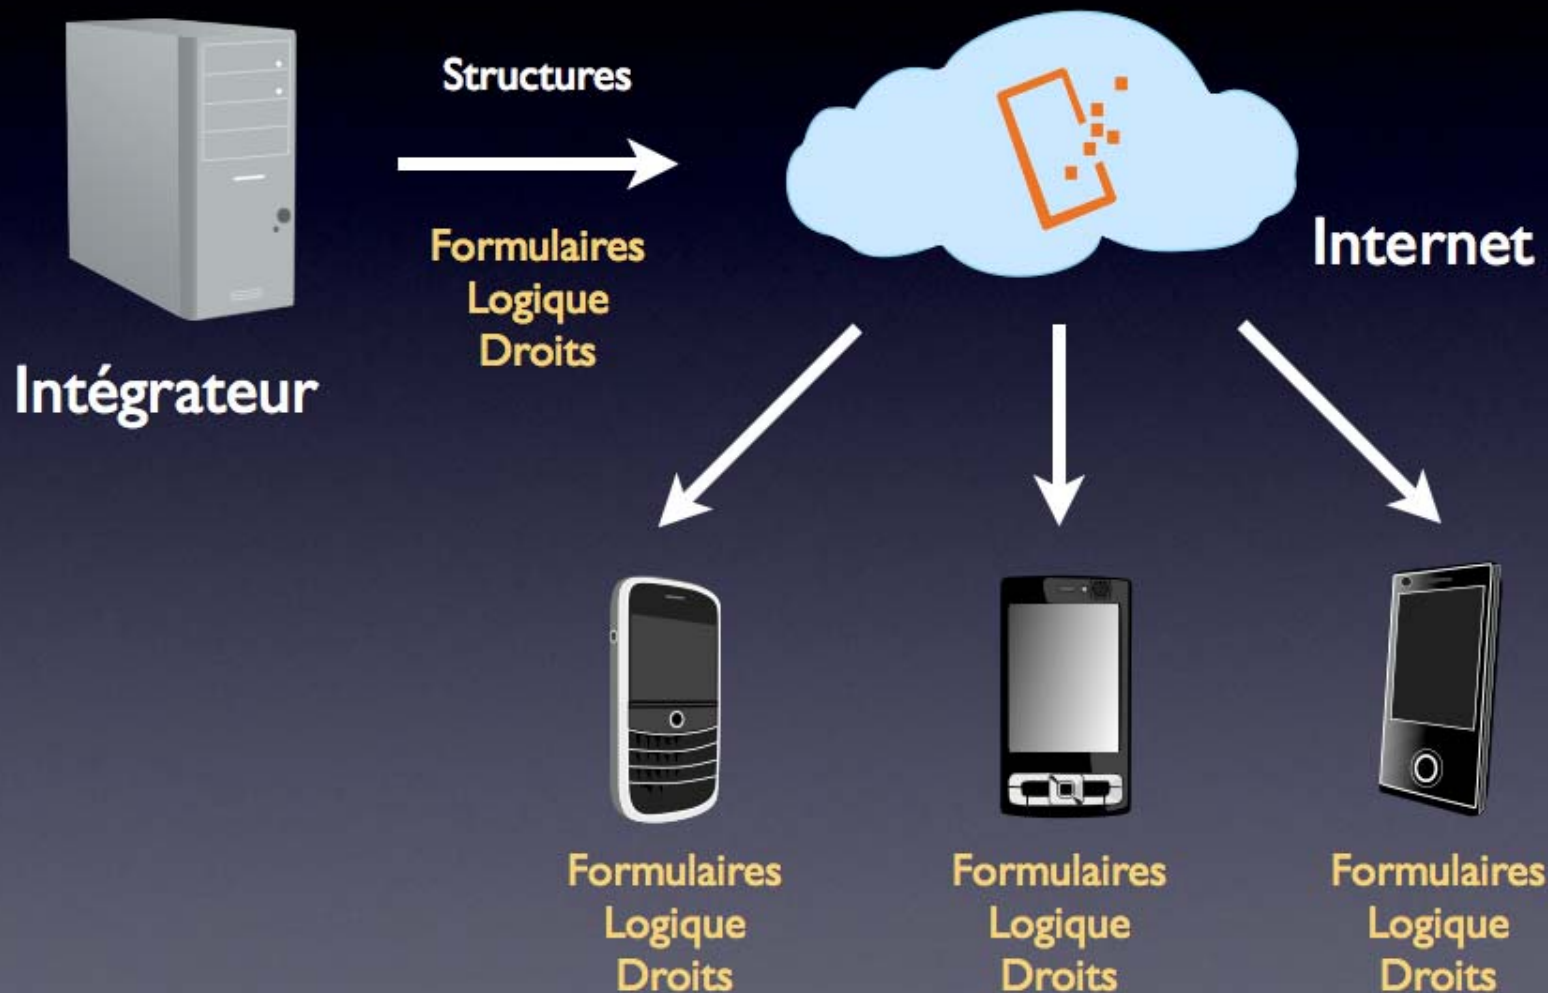 Structures
Formulaires
Logique
Droits
Intégrateur
Internet
Formulaires
Logique
Droits
Formulaires
Logique
Droits
Formulaires
Logique
Droits